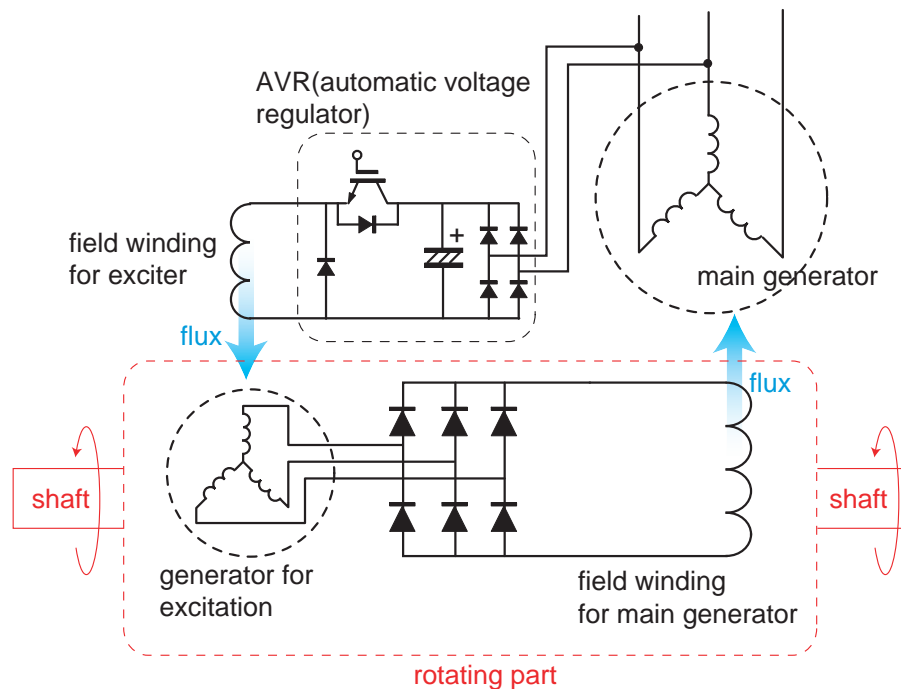 AVR(automatic voltage
regulator)
field winding
for exciter
+
main generator
flux
flux
shaft
shaft
generator for
excitation
field winding
for main generator
rotating part